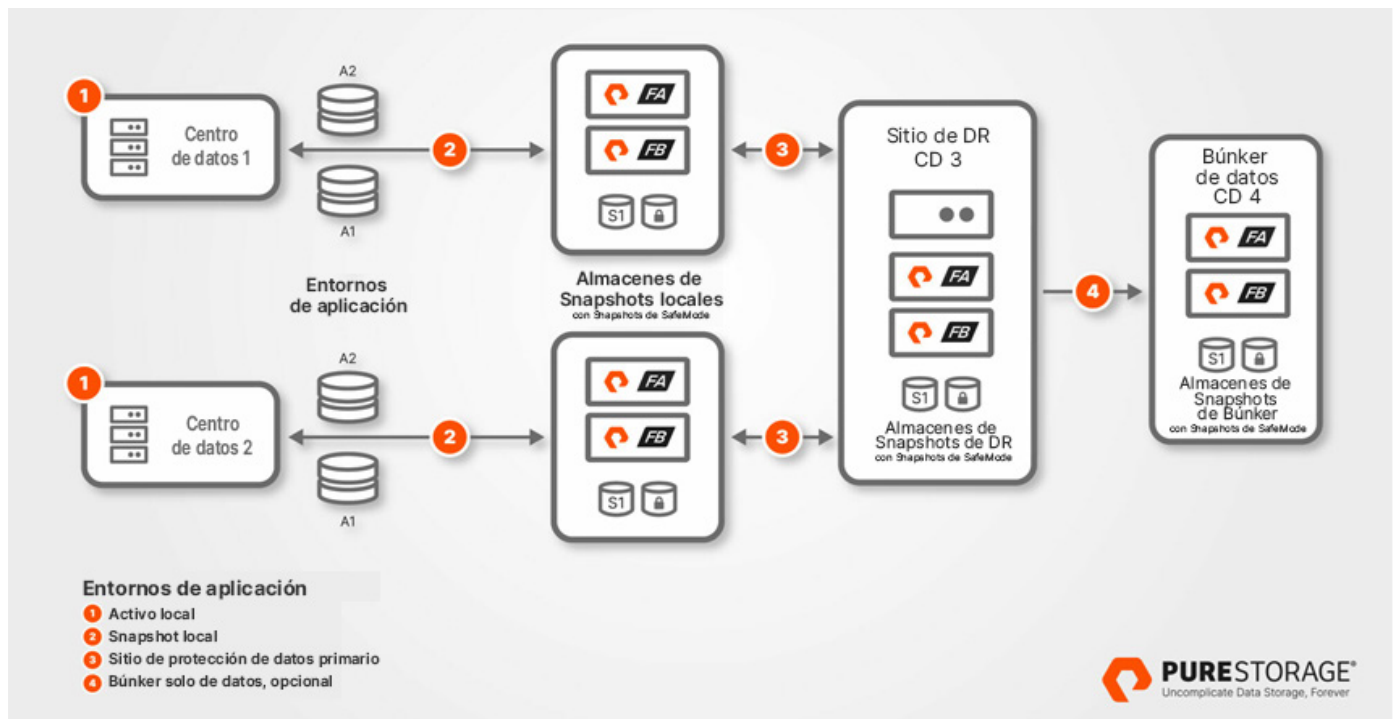 1
Centro
de datos 1
A2
A1
2
Entornos
de aplicación
FA
FB
S1
Almacenes de
Snapshots locales
con Snapshots de SafeMode
3
1
Centro
de datos 2
A2
A1
2
FA
FB
S1
3
Sitio de DR
CD 3
FA
FB
S1
Almacenes de
Snapshots de DR
con Snapshots de SafeMode
4
Búnker
de datos
CD 4
FA
FB
S1
Almacenes de
Snapshots
de Búnker
con Snapshots de SafeMode
Entornos de aplicación
1 Activo local
2 Snapshot local
3 Sitio de protección de datos primario
4 Búnker solo de datos, opcional
PURESTORAGE®
Uncomplicate Data Storage, Forever